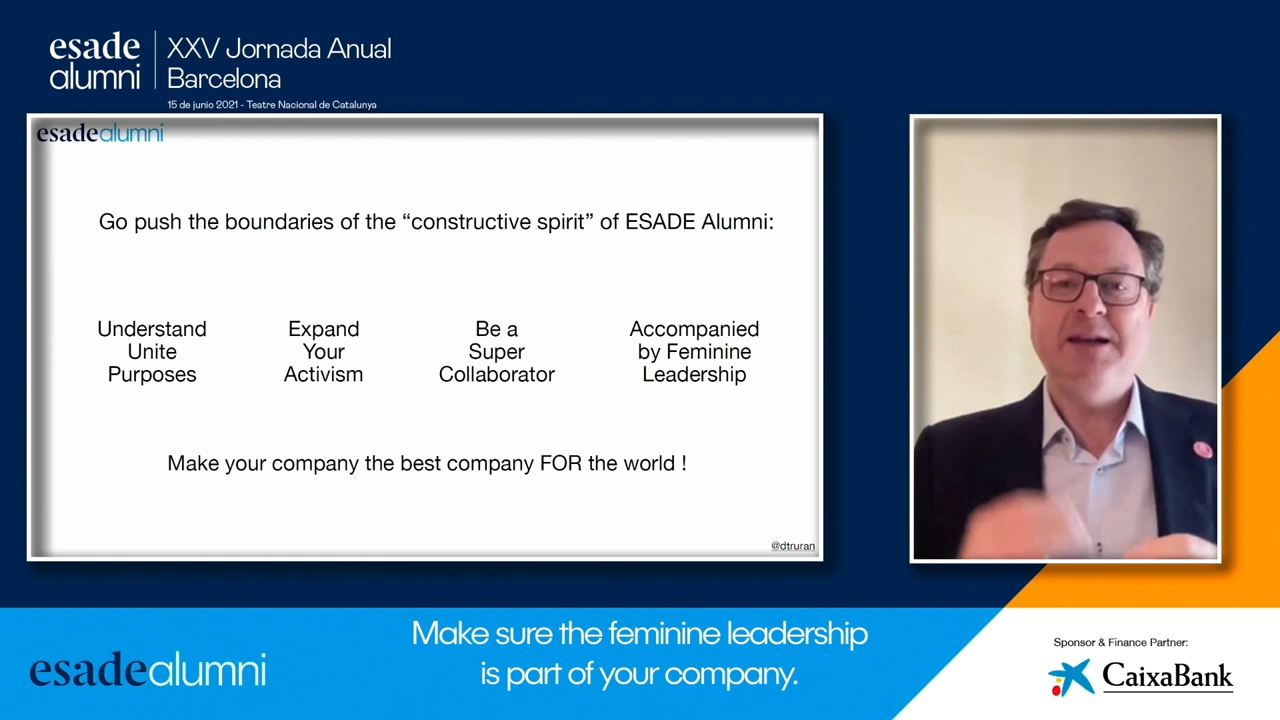 esade
alumni
XXV Jornada Anual
Barcelona
15 de junio 2021 - Teatre Nacional de Catalunya
esadealumni
Go push the boundaries of the “constructive spirit” of ESADE Alumni:
Understand
Unite
Purposes
Expand
Your
Activism
Be a
Super
Collaborator
Accompanied
by Feminine
Leadership
Make your company the best company FOR the world !
@dtruran
esadealumni
Make sure the feminine leadership
is part of your company.
Sponsor & Finance Partner:
CaixaBank